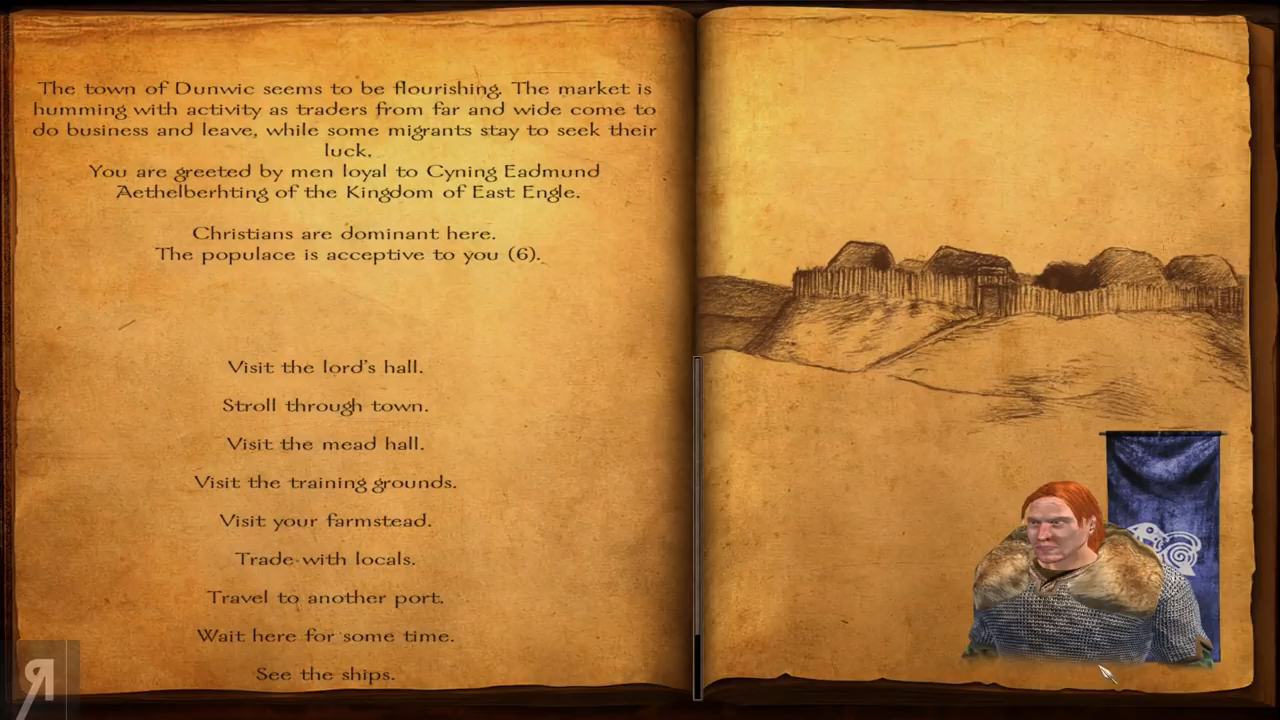 The town of Dunwic seems to be flourishing. The market is
humming with activity as traders from far and wide come to
do business and leave, while some migrants stay to seek their
luck.
You are greeted by men loyal to Cyning Eadmund
Aethelberhting of the Kingdom of East Engle.
Christians are dominant here.
The populace is acceptive to you (6).
Visit the lord's hall.
Stroll through town.
Visit the mead hall.
Visit the training grounds.
Visit your farmstead.
Trade with locals.
Travel to another port.
Wait here for some time.
See the ships.